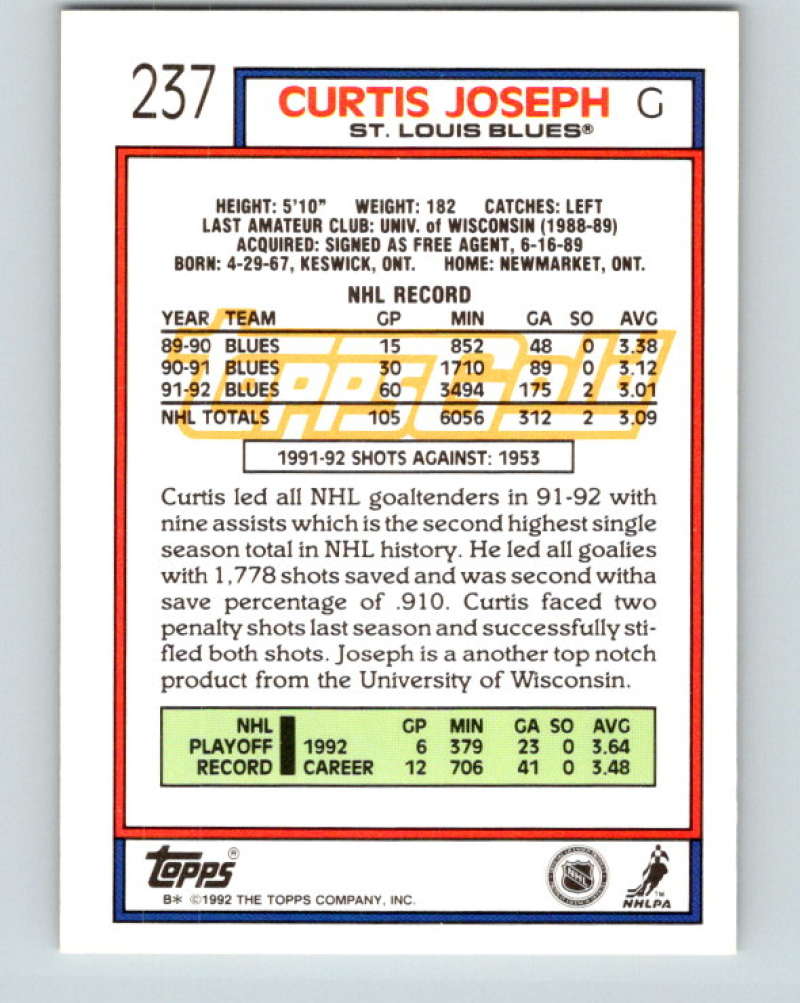 237 CURTIS JOSEPH G
ST. LOUIS BLUES®
HEIGHT: 5'10" WEIGHT: 182 CATCHES: LEFT
LAST AMATEUR CLUB: UNIV. of WISCONSIN (1988-89)
ACQUIRED: SIGNED AS FREE AGENT, 6-16-89
BORN: 4-29-67, KESWICK, ONT. HOME: NEWMARKET, ONT.
NHL RECORD
YEAR TEAM GP MIN GA SO AVG
89-90 BLUES 15 852 48 0 3.38
90-91 BLUES 30 1710 89 0 3.12
91-92 BLUES 60 3494 175 2 3.01
NHL TOTALS 105 6056 312 2 3.09
ToppsGold
1991-92 SHOTS AGAINST: 1953
Curtis led all NHL goaltenders in 91-92 with
nine assists which is the second highest single
season total in NHL history. He led all goalies
with 1,778 shots saved and was second witha
save percentage of .910. Curtis faced two
penalty shots last season and successfully sti-
fled both shots. Joseph is a another top notch
product from the University of Wisconsin.
NHL GP MIN GA SO AVG
PLAYOFF 1992 6 379 23 0 3.64
RECORD CAREER 12 706 41 0 3.48
Topps®
B* ©1992 THE TOPPS COMPANY, INC.
NHL
™
NHLPA